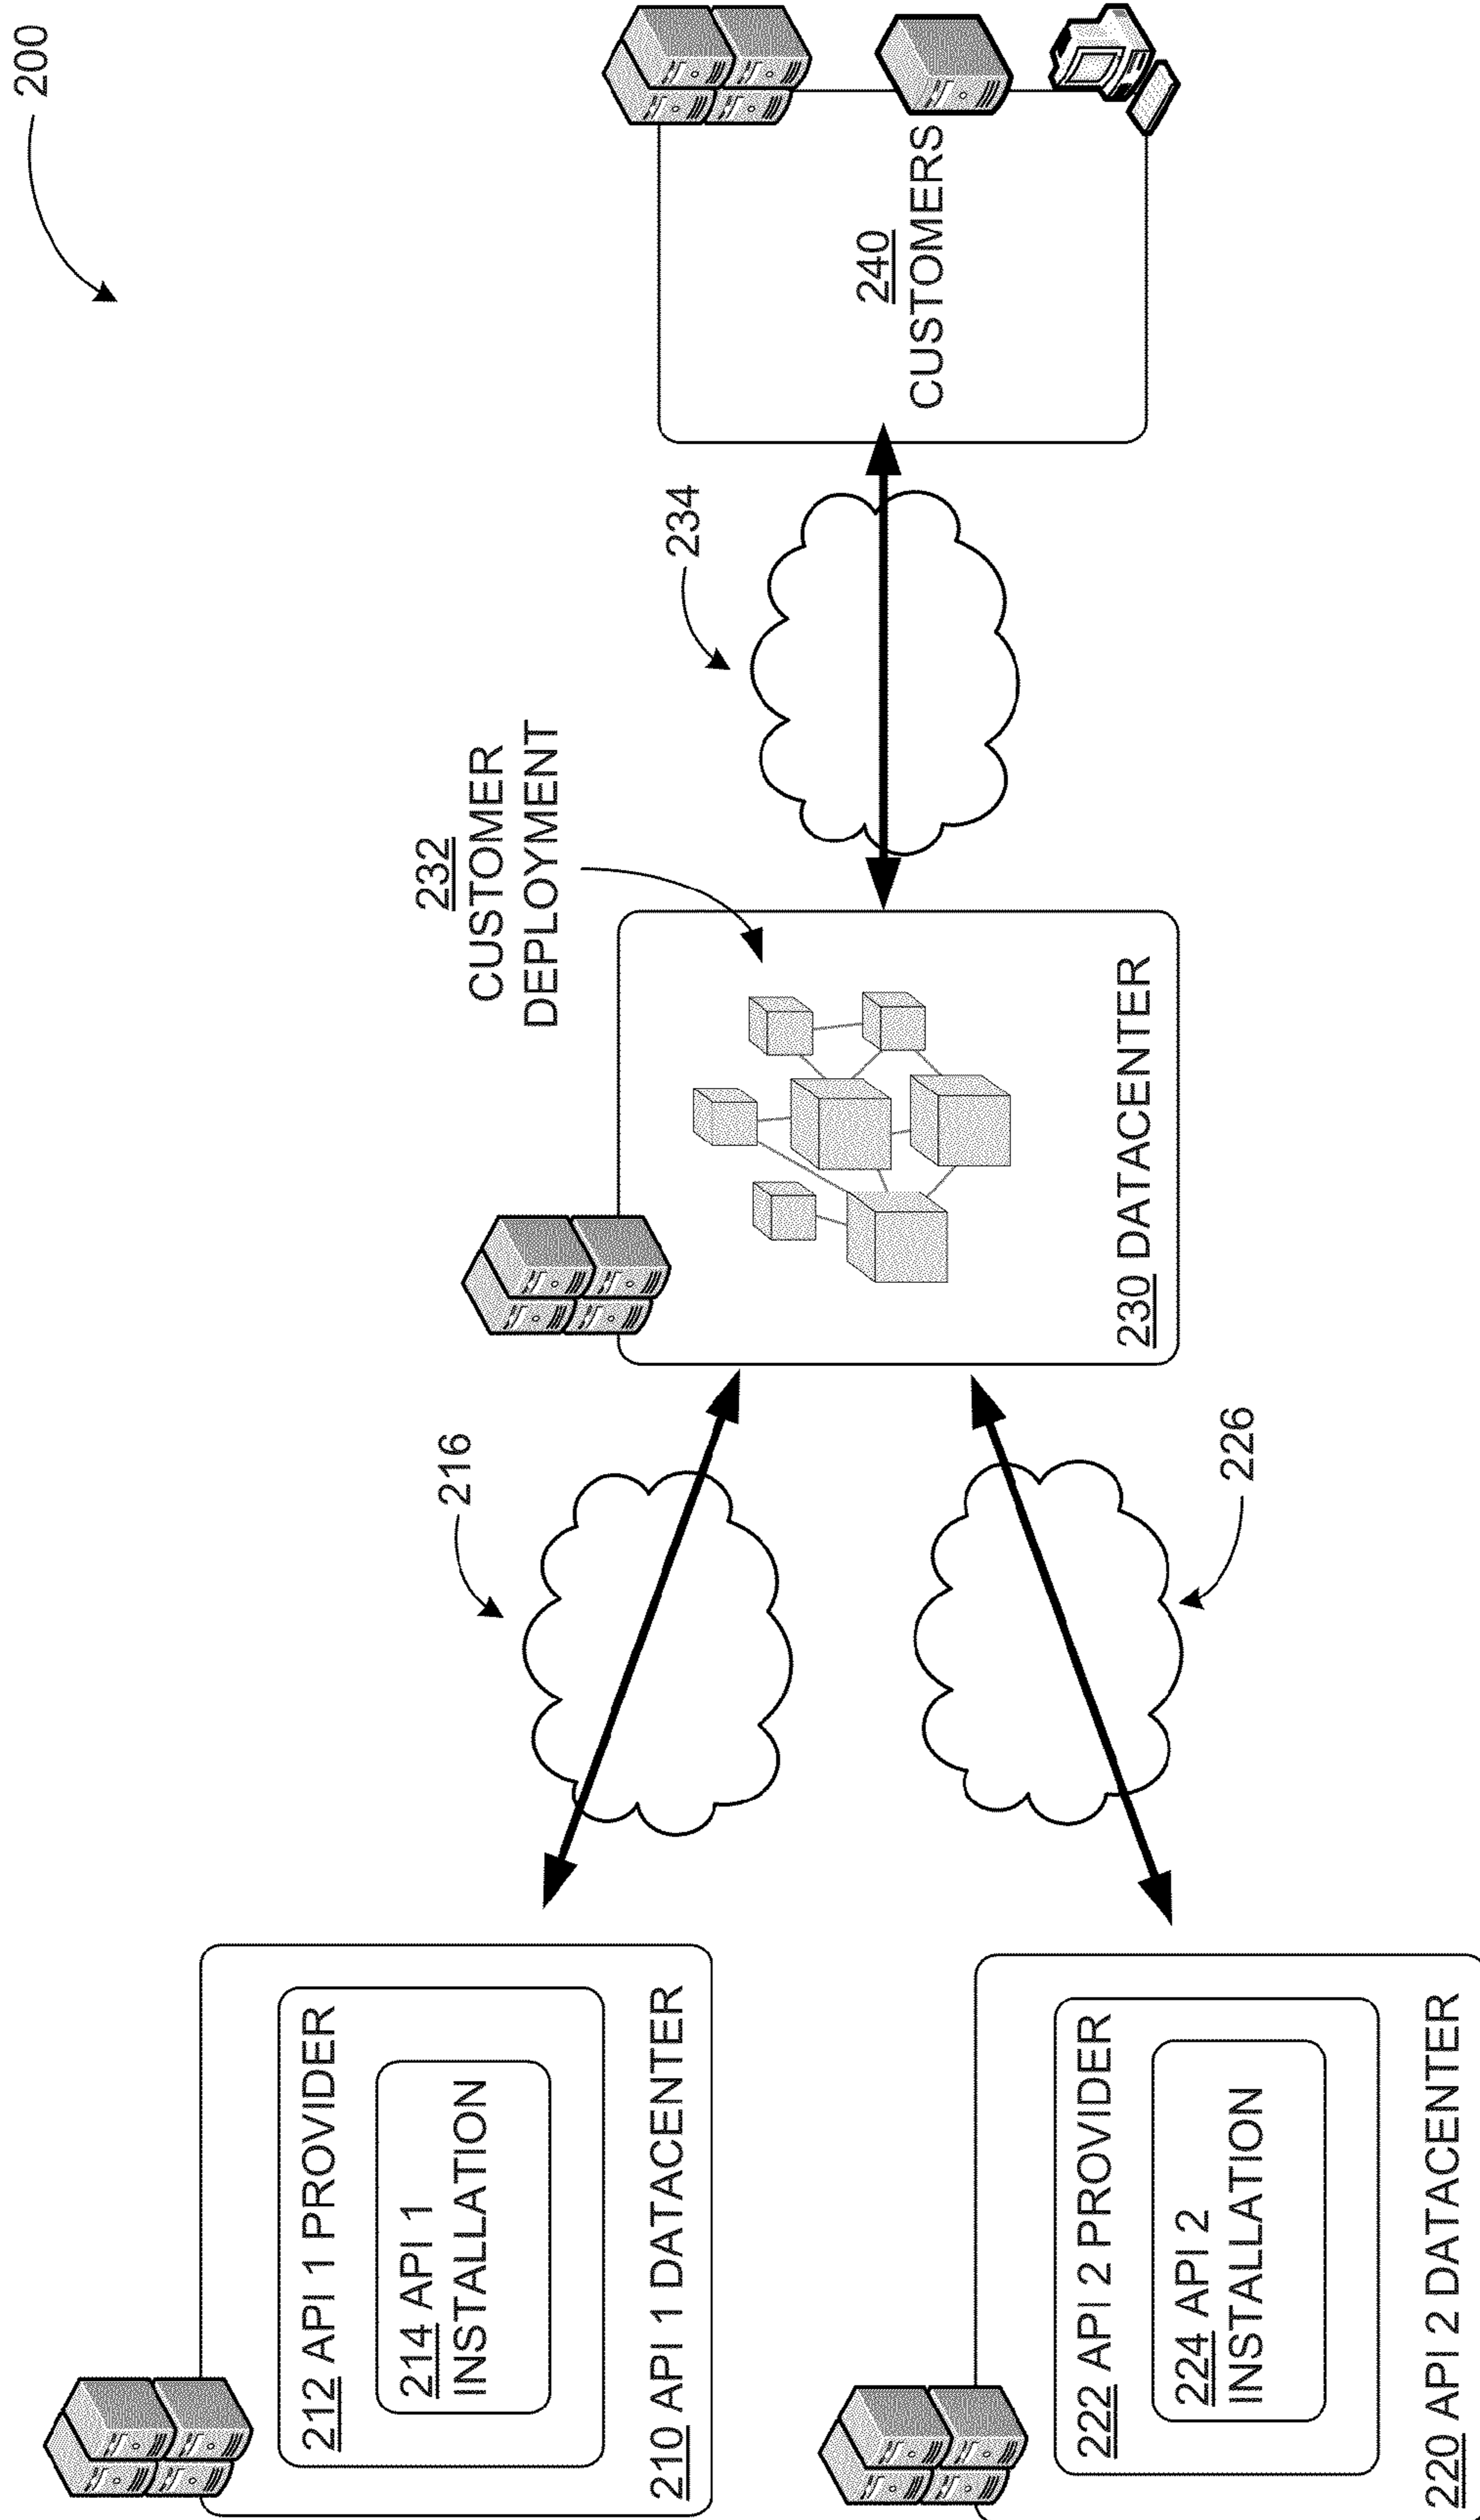 200
212 API 1 PROVIDER
214 API 1
INSTALLATION
210 API 1 DATACENTER
216
232
CUSTOMER
DEPLOYMENT
230 DATACENTER
234
240
CUSTOMERS
222 API 2 PROVIDER
224 API 2
INSTALLATION
220 API 2 DATACENTER
226